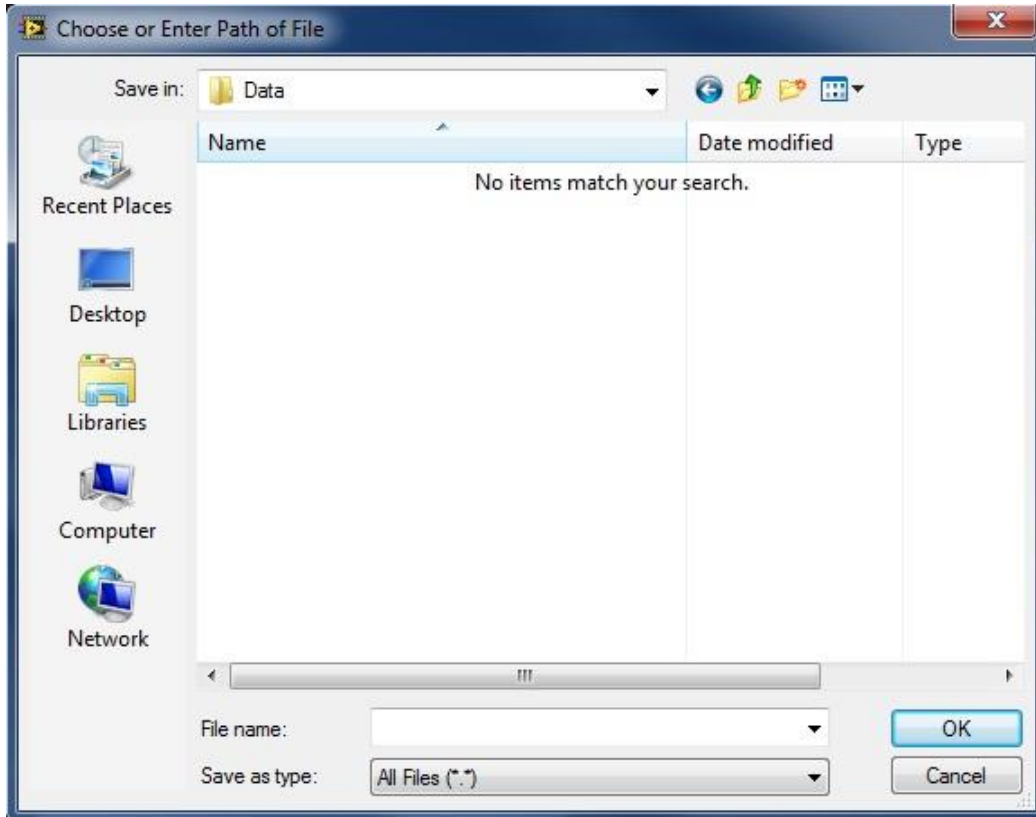 Choose or Enter Path of File
Save in: Data
Name Date modified Type
No items match your search.
Recent Places
Desktop
Libraries
Computer
Network
File name: OK
Save as type: All Files (*.*) Cancel